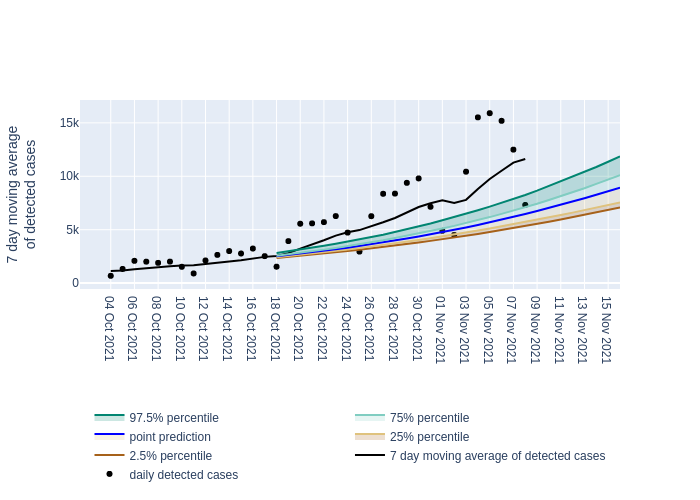 7 day moving average
of detected cases
15k
10k
5k
0
04 Oct 2021
06 Oct 2021
08 Oct 2021
10 Oct 2021
12 Oct 2021
14 Oct 2021
16 Oct 2021
18 Oct 2021
20 Oct 2021
22 Oct 2021
24 Oct 2021
26 Oct 2021
28 Oct 2021
30 Oct 2021
01 Nov 2021
03 Nov 2021
05 Nov 2021
07 Nov 2021
09 Nov 2021
11 Nov 2021
13 Nov 2021
15 Nov 2021
97.5% percentile
75% percentile
point prediction
25% percentile
2.5% percentile
7 day moving average of detected cases
daily detected cases